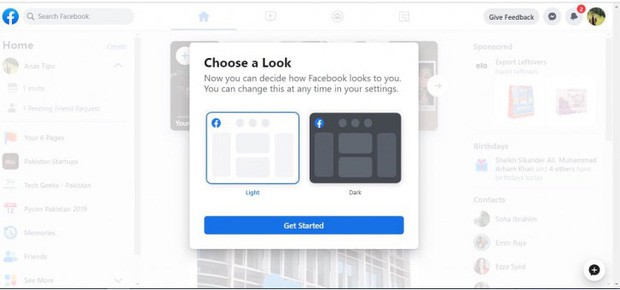 Search Facebook
Give Feedback
2
Home
Create
Anae Tips
1 Invite
1 Pending Friend Request
Your 6 Pages
Pakistan Startups
Tech Geeks - Pakistan
Pycon Pakistan 2019
Memories
Friends
See More
Your
Choose a Look
Now you can decide how Facebook looks to you.
You can change this at any time in your settings.
Light
Dark
Get Started
Sponsored
elo
Export Leftovers
Export Leftovers
Birthdays
Shaikh Sikander Ali, Muhammad
Arham Khan and 4 others have
birthdays today
Contacts
Soha Ibrahim
Emin Raja
Ezza Syed